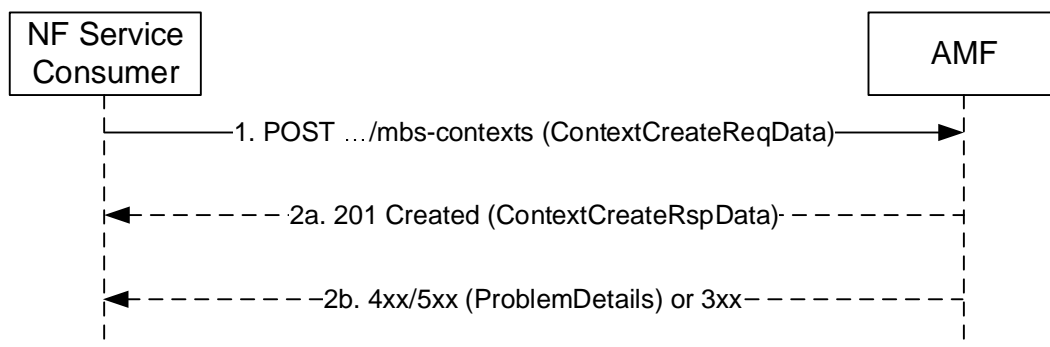 NF Service
Consumer
AMF
1. POST …/mbs-contexts (ContextCreateReqData)
2a. 201 Created (ContextCreateRspData)
2b. 4xx/5xx (ProblemDetails) or 3xx